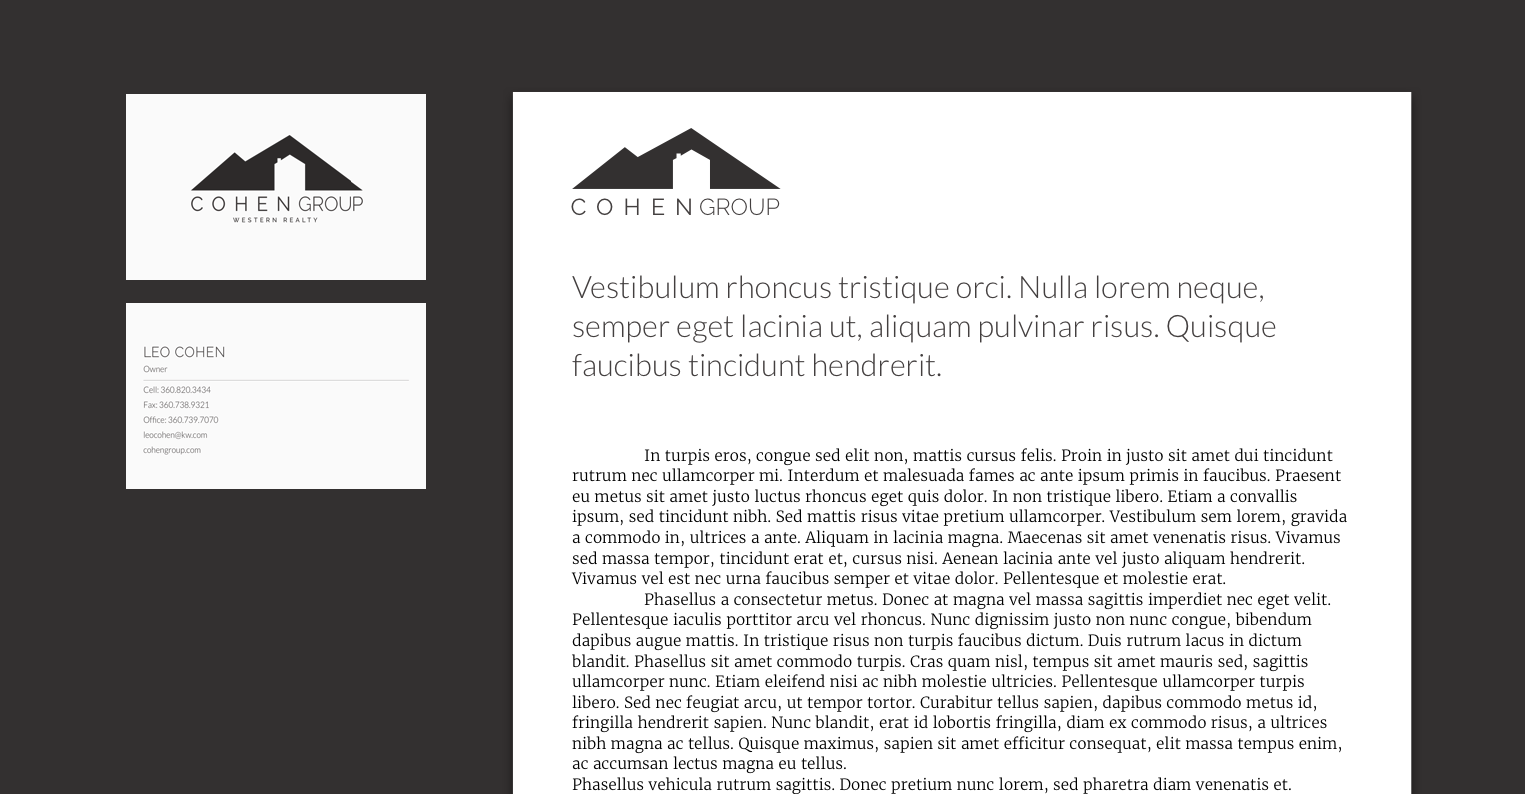 COHEN GROUP
WESTERN REALTY
LEO COHEN
Owner
Cell: 360.820.3434
Fax: 360.738.9321
Office: 360.739.7070
leocohen@kw.com
cohengroup.com
COHEN GROUP
Vestibulum rhoncus tristique orci. Nulla lorem neque,
semper eget lacinia ut, aliquam pulvinar risus. Quisque
faucibus tincidunt hendrerit.
In turpis eros, congue sed elit non, mattis cursus felis. Proin in justo sit amet dui tincidunt
rutrum nec ullamcorper mi. Interdum et malesuada fames ac ante ipsum primis in faucibus. Praesent
eu metus sit amet justo luctus rhoncus eget quis dolor. In non tristique libero. Etiam a convallis
ipsum, sed tincidunt nibh. Sed mattis risus vitae pretium ullamcorper. Vestibulum sem lorem, gravida
a commodo in, ultrices a ante. Aliquam in lacinia magna. Maecenas sit amet venenatis risus. Vivamus
sed massa tempor, tincidunt erat et, cursus nisi. Aenean lacinia ante vel justo aliquam hendrerit.
Vivamus vel est nec urna faucibus semper et vitae dolor. Pellentesque et molestie erat.
Phasellus a consectetur metus. Donec at magna vel massa sagittis imperdiet nec eget velit.
Pellentesque iaculis porttitor arcu vel rhoncus. Nunc dignissim justo non nunc congue, bibendum
dapibus augue mattis. In tristique risus non turpis faucibus dictum. Duis rutrum lacus in dictum
blandit. Phasellus sit amet commodo turpis. Cras quam nisl, tempus sit amet mauris sed, sagittis
ullamcorper nunc. Etiam eleifend nisi ac nibh molestie ultricies. Pellentesque ullamcorper turpis
libero. Sed nec feugiat arcu, ut tempor tortor. Curabitur tellus sapien, dapibus commodo metus id,
fringilla hendrerit sapien. Nunc blandit, erat id lobortis fringilla, diam ex commodo risus, a ultrices
nibh magna ac tellus. Quisque maximus, sapien sit amet efficitur consequat, elit massa tempus enim,
ac accumsan lectus magna eu tellus.
Phasellus vehicula rutrum sagittis. Donec pretium nunc lorem, sed pharetra diam venenatis et.